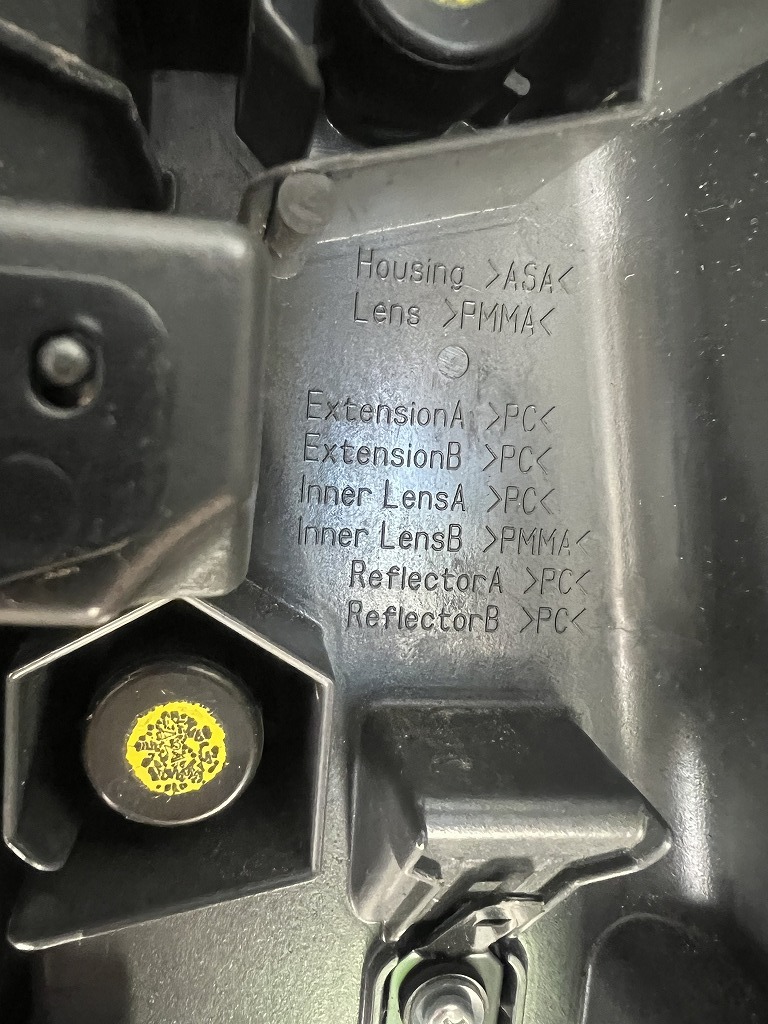 Housing >ASA<
Lens >PMMA<
ExtensionA >PC<
ExtensionB >PC<
Inner LensA >PC<
Inner LensB >PMMA<
ReflectorA >PC<
ReflectorB >PC<